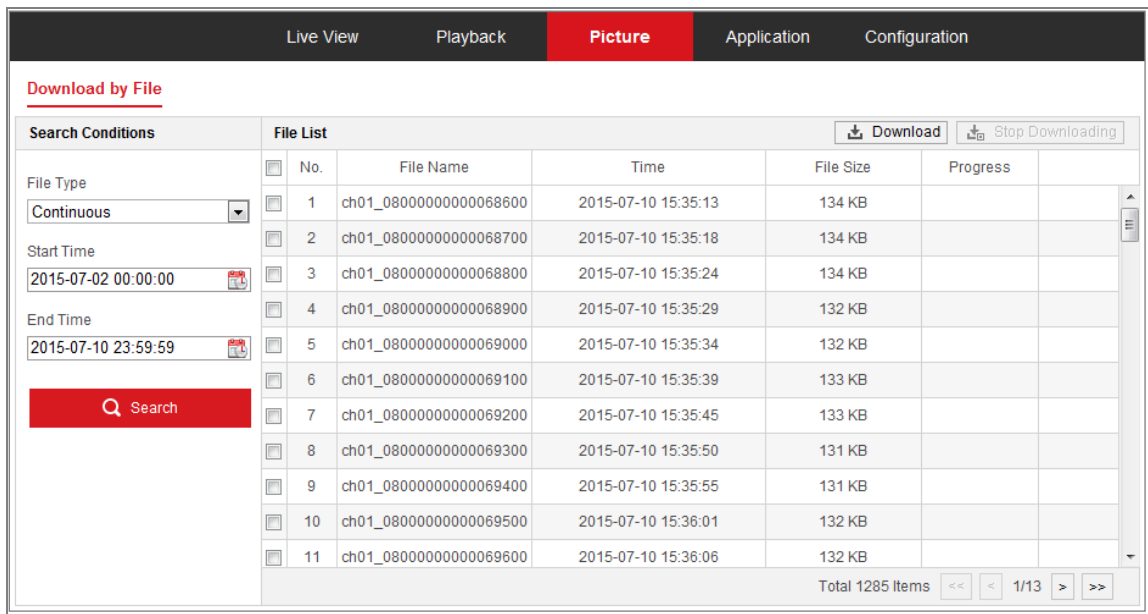 Live View Playback Picture Application Configuration
Download by File
Search Conditions
File Type
Continuous
Start Time
2015-07-02 00:00:00
End Time
2015-07-10 23:59:59
Search
File List Download Stop Downloading
No. File Name Time File Size Progress
1 ch01_08000000000068600 2015-07-10 15:35:13 134 KB
2 ch01_08000000000068700 2015-07-10 15:35:18 134 KB
3 ch01_08000000000068800 2015-07-10 15:35:24 134 KB
4 ch01_08000000000068900 2015-07-10 15:35:29 132 KB
5 ch01_08000000000069000 2015-07-10 15:35:34 132 KB
6 ch01_08000000000069100 2015-07-10 15:35:39 133 KB
7 ch01_08000000000069200 2015-07-10 15:35:45 133 KB
8 ch01_08000000000069300 2015-07-10 15:35:50 131 KB
9 ch01_08000000000069400 2015-07-10 15:35:55 131 KB
10 ch01_08000000000069500 2015-07-10 15:36:01 132 KB
11 ch01_08000000000069600 2015-07-10 15:36:06 132 KB
Total 1285 Items << < 1/13 > >>